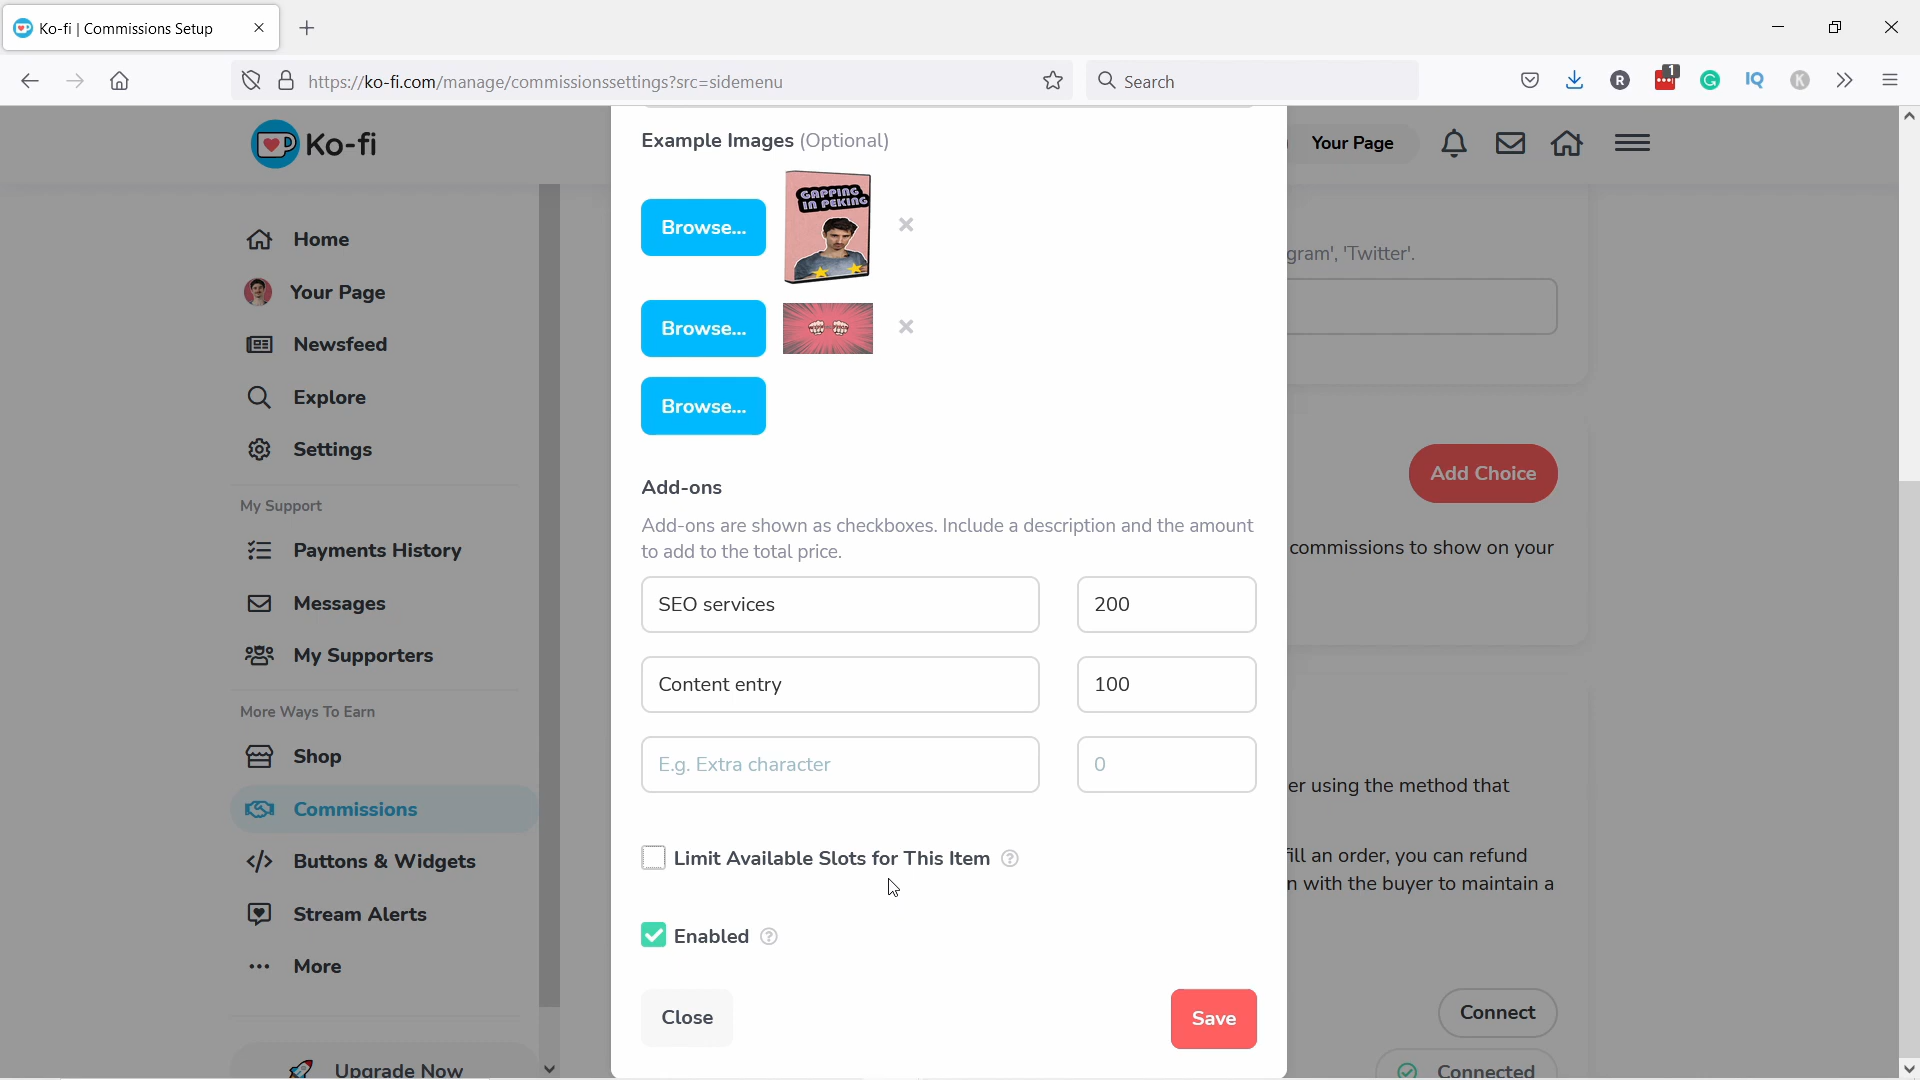 Ko-fi | Commissions Setup
https://ko-fi.com/manage/commissionssettings?src=sidemenu
Search
1
R
IQ
K
Ko-fi
Your Page
Home
Your Page
Newsfeed
Explore
Settings
My Support
Payments History
Messages
My Supporters
More Ways To Earn
Shop
Commissions
Buttons & Widgets
Stream Alerts
More
Upgrade Now
Example Images (Optional)
Browse...
GAPPING
IN PEKING
Browse...
Browse...
Add-ons
Add-ons are shown as checkboxes. Include a description and the amount
to add to the total price.
SEO services
200
Content entry
100
E.g. Extra character
0
Limit Available Slots for This Item
Enabled
Close
Save
gram', 'Twitter'.
Add Choice
commissions to show on your
er using the method that
fill an order, you can refund
n with the buyer to maintain a
Connect
Connected